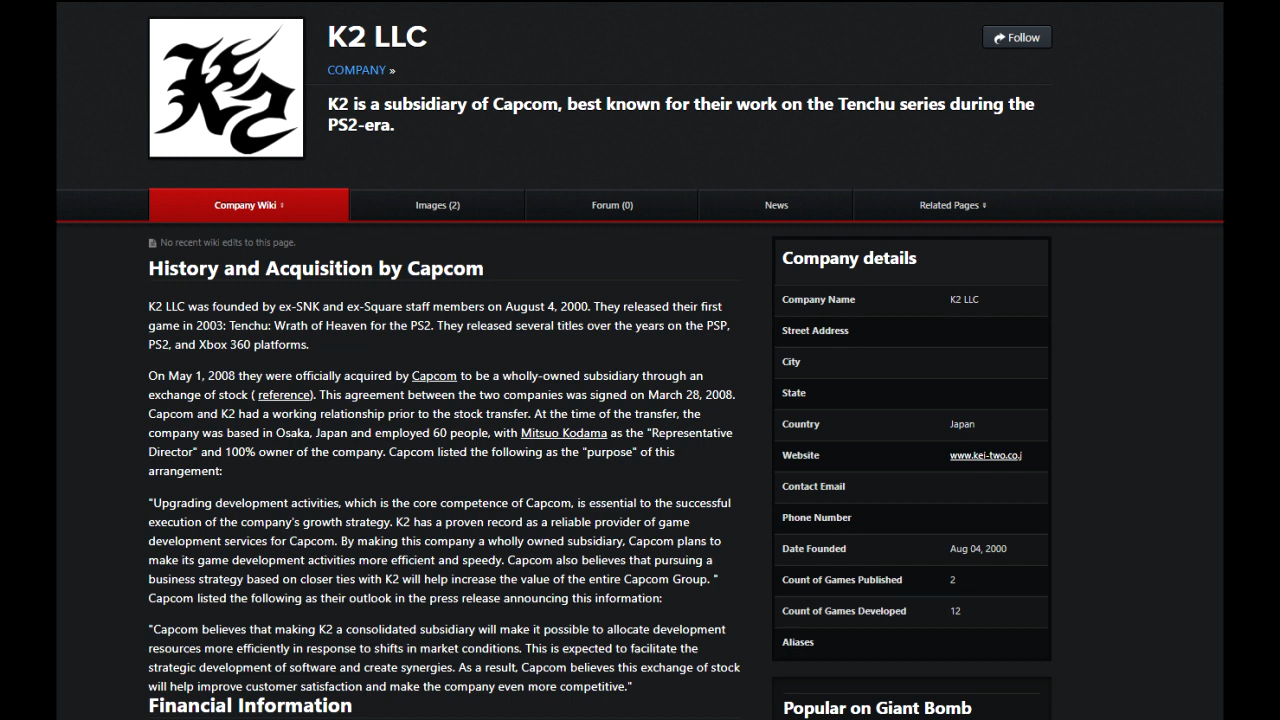 K2
K2 LLC
Follow
COMPANY »
K2 is a subsidiary of Capcom, best known for their work on the Tenchu series during the
PS2-era.
Company Wiki
Images (2)
Forum (0)
News
Related Pages
No recent wiki edits to this page.
History and Acquisition by Capcom
K2 LLC was founded by ex-SNK and ex-Square staff members on August 4, 2000. They released their first
game in 2003: Tenchu: Wrath of Heaven for the PS2. They released several titles over the years on the PSP,
PS2, and Xbox 360 platforms.
On May 1, 2008 they were officially acquired by Capcom to be a wholly-owned subsidiary through an
exchange of stock ( reference). This agreement between the two companies was signed on March 28, 2008.
Capcom and K2 had a working relationship prior to the stock transfer. At the time of the transfer, the
company was based in Osaka, Japan and employed 60 people, with Mitsuo Kodama as the "Representative
Director" and 100% owner of the company. Capcom listed the following as the "purpose" of this
arrangement:
"Upgrading development activities, which is the core competence of Capcom, is essential to the successful
execution of the company's growth strategy. K2 has a proven record as a reliable provider of game
development services for Capcom. By making this company a wholly owned subsidiary, Capcom plans to
make its game development activities more efficient and speedy. Capcom also believes that pursuing a
business strategy based on closer ties with K2 will help increase the value of the entire Capcom Group. "
Capcom listed the following as their outlook in the press release announcing this information:
"Capcom believes that making K2 a consolidated subsidiary will make it possible to allocate development
resources more efficiently in response to shifts in market conditions. This is expected to facilitate the
strategic development of software and create synergies. As a result, Capcom believes this exchange of stock
will help improve customer satisfaction and make the company even more competitive."
Financial Information
Company details
Company Name K2 LLC
Street Address
City
State
Country Japan
Website www.kei-two.co.j
Contact Email
Phone Number
Date Founded Aug 04, 2000
Count of Games Published 2
Count of Games Developed 12
Aliases
Popular on Giant Bomb